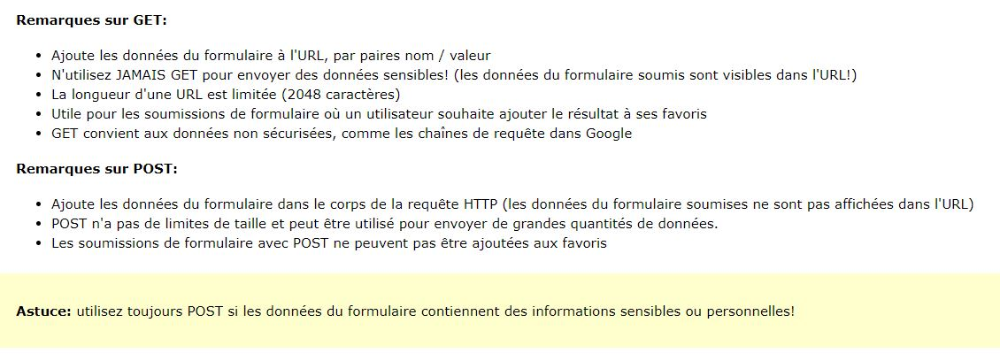 Remarques sur GET:
Ajoute les données du formulaire à l'URL, par paires nom / valeur
N'utilisez JAMAIS GET pour envoyer des données sensibles! (les données du formulaire soumis sont visibles dans l'URL!)
La longueur d'une URL est limitée (2048 caractères)
Utile pour les soumissions de formulaire où un utilisateur souhaite ajouter le résultat à ses favoris
GET convient aux données non sécurisées, comme les chaînes de requête dans Google
Remarques sur POST:
Ajoute les données du formulaire dans le corps de la requête HTTP (les données du formulaire soumises ne sont pas affichées dans l'URL)
POST n'a pas de limites de taille et peut être utilisé pour envoyer de grandes quantités de données.
Les soumissions de formulaire avec POST ne peuvent pas être ajoutées aux favoris
Astuce: utilisez toujours POST si les données du formulaire contiennent des informations sensibles ou personnelles!